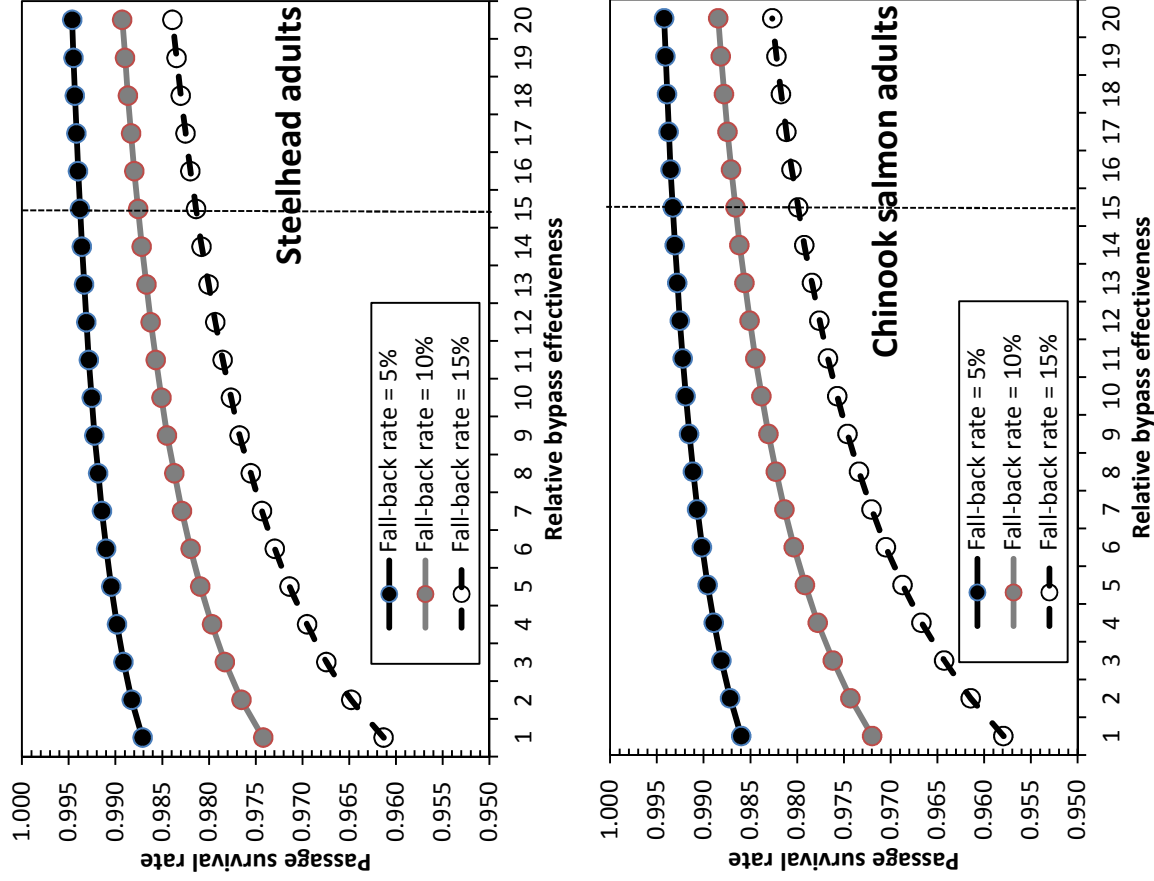 1.000
0.995
0.990
0.985
0.980
0.975
0.970
0.965
0.960
0.9550
Passage survival rate
Steelhead adults
Fall-back rate = 5%
Fall-back rate = 10%
Fall-back rate = 15%
1 2 3 4 5 6 7 8 9 10 11 12 13 14 15 16 17 18 19 20
Relative bypass effectiveness
1.000
0.995
0.990
0.985
0.980
0.975
0.970
0.965
0.960
0.9550
Passage survival rate
Chinook salmon adults
Fall-back rate = 5%
Fall-back rate = 10%
Fall-back rate = 15%
1 2 3 4 5 6 7 8 9 10 11 12 13 14 15 16 17 18 19 20
Relative bypass effectiveness